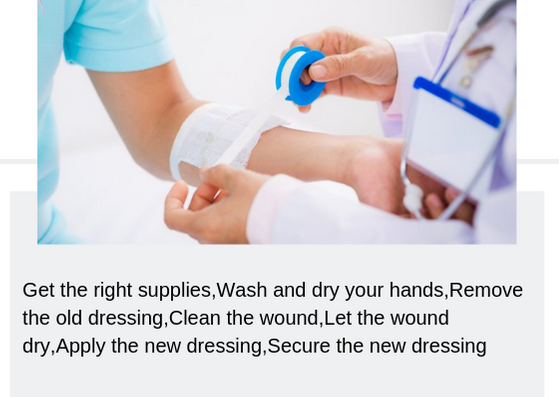 Get the right supplies,Wash and dry your hands,Remove
the old dressing,Clean the wound,Let the wound
dry,Apply the new dressing,Secure the new dressing